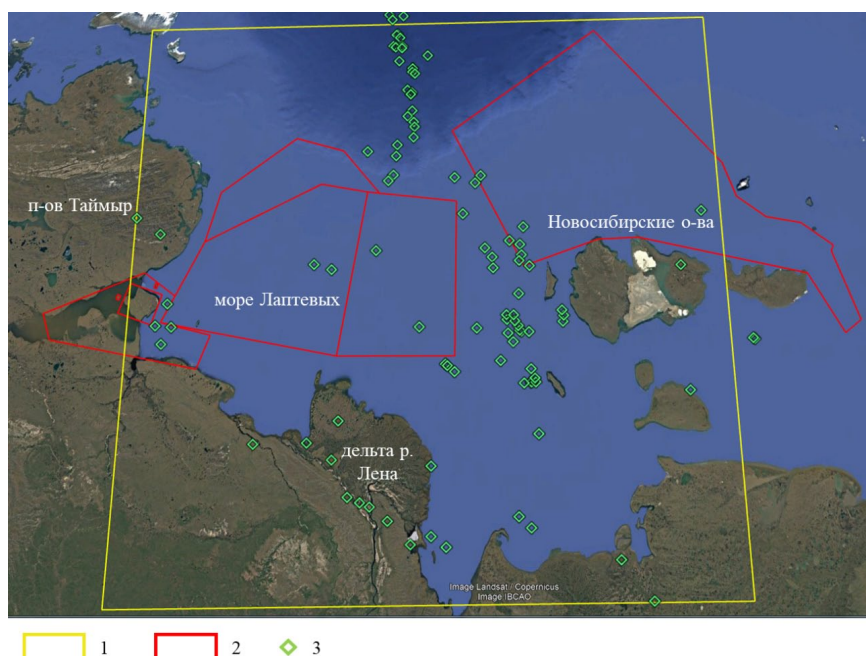 п-ов Таймыр
Новосибирские о-ва
море Лаптевых
дельта р.
Лена
Image Landsat / Copernicus
Image IBCAO
1
2
3